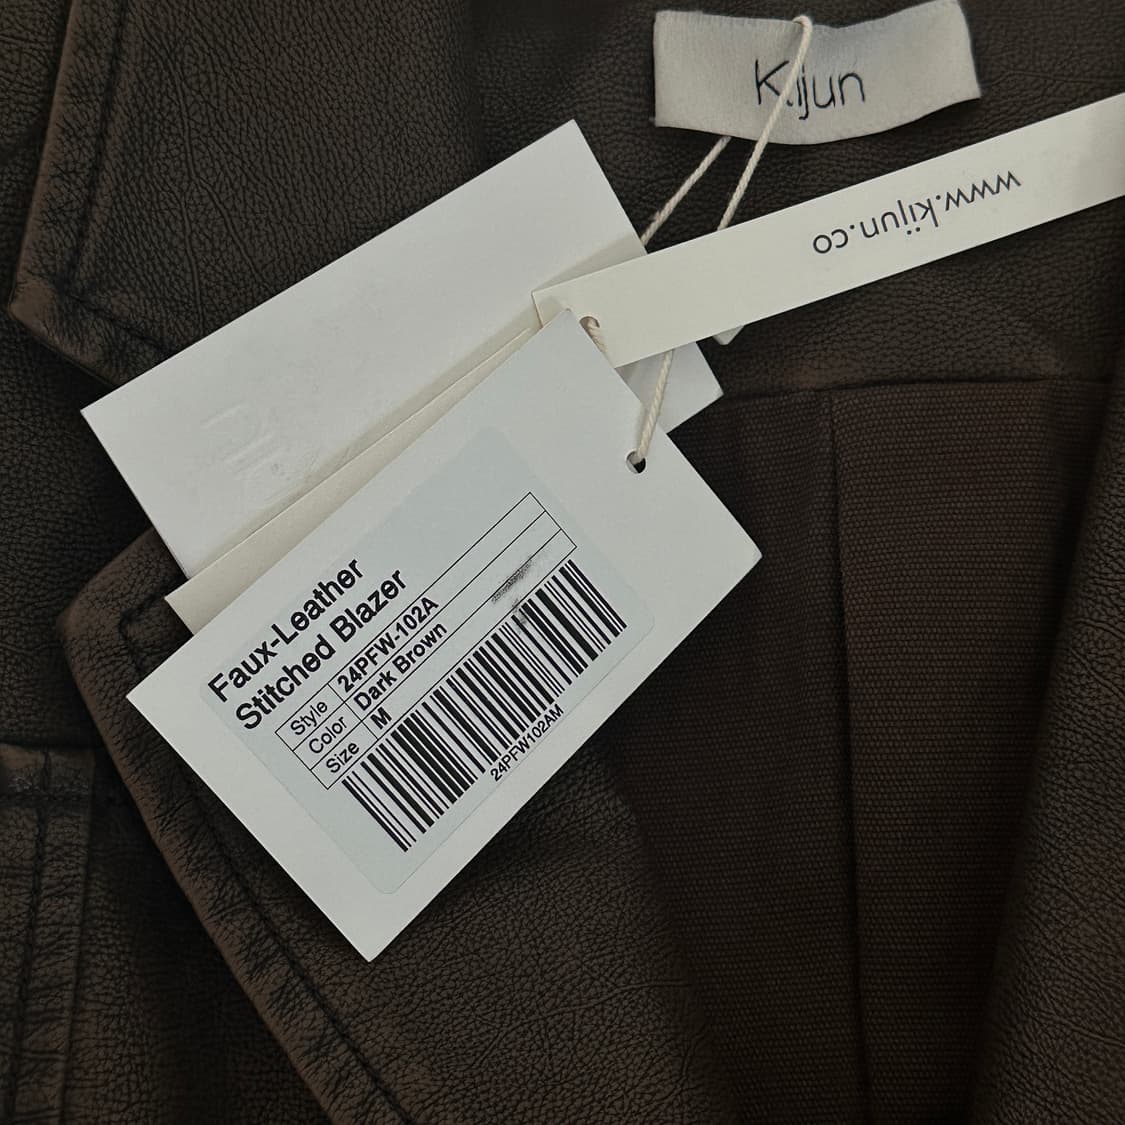 Kijun
www.kijun.co
Faux-Leather
Stitched Blazer
Style 24PFW-102A
Color Dark Brown
Size M
24PFW102AM